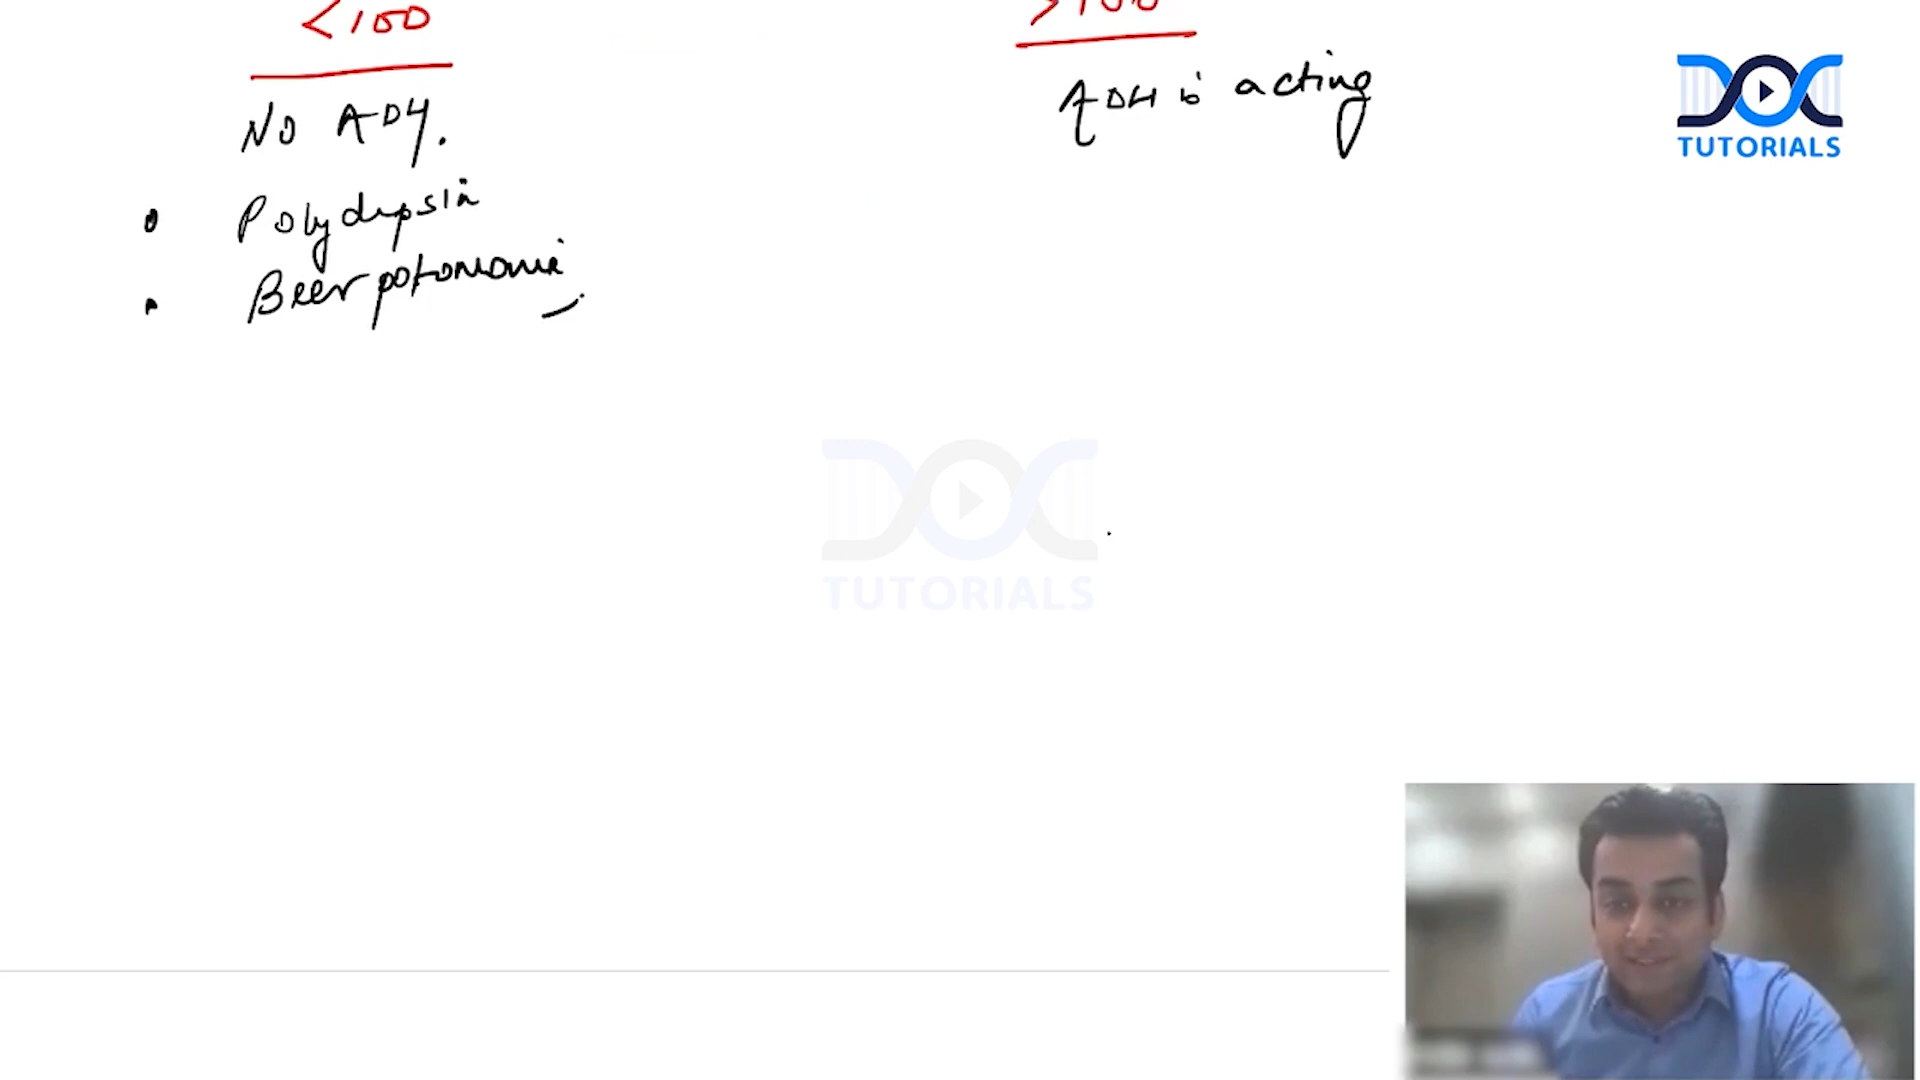 <100
>100
NO ADH.
ADH is acting
• Polydipsia
• Beer potomania
TUTORIALS
TUTORIALS